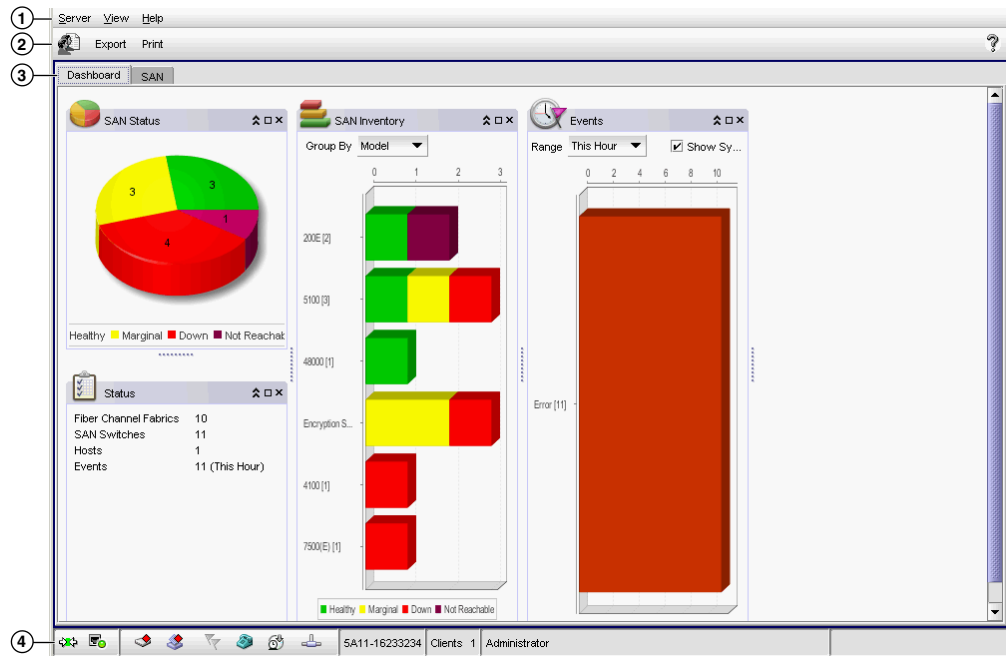 1
Server View Help
2
Export Print
?
3
Dashboard SAN
SAN Status
3
3
1
4
Healthy Marginal Down Not Reachab
Status
Fiber Channel Fabrics 10
SAN Switches 11
Hosts 1
Events 11 (This Hour)
SAN Inventory
Group By Model
0 1 2 3
200E [2]
5100 [3]
48000 [1]
Encryption S...
4100 [1]
7500(E) [1]
Healthy Marginal Down Not Reachable
Events
Range This Hour Show Sy...
0 2 4 6 8 10
Error [11]
4
5A11-16233234 Clients 1 Administrator